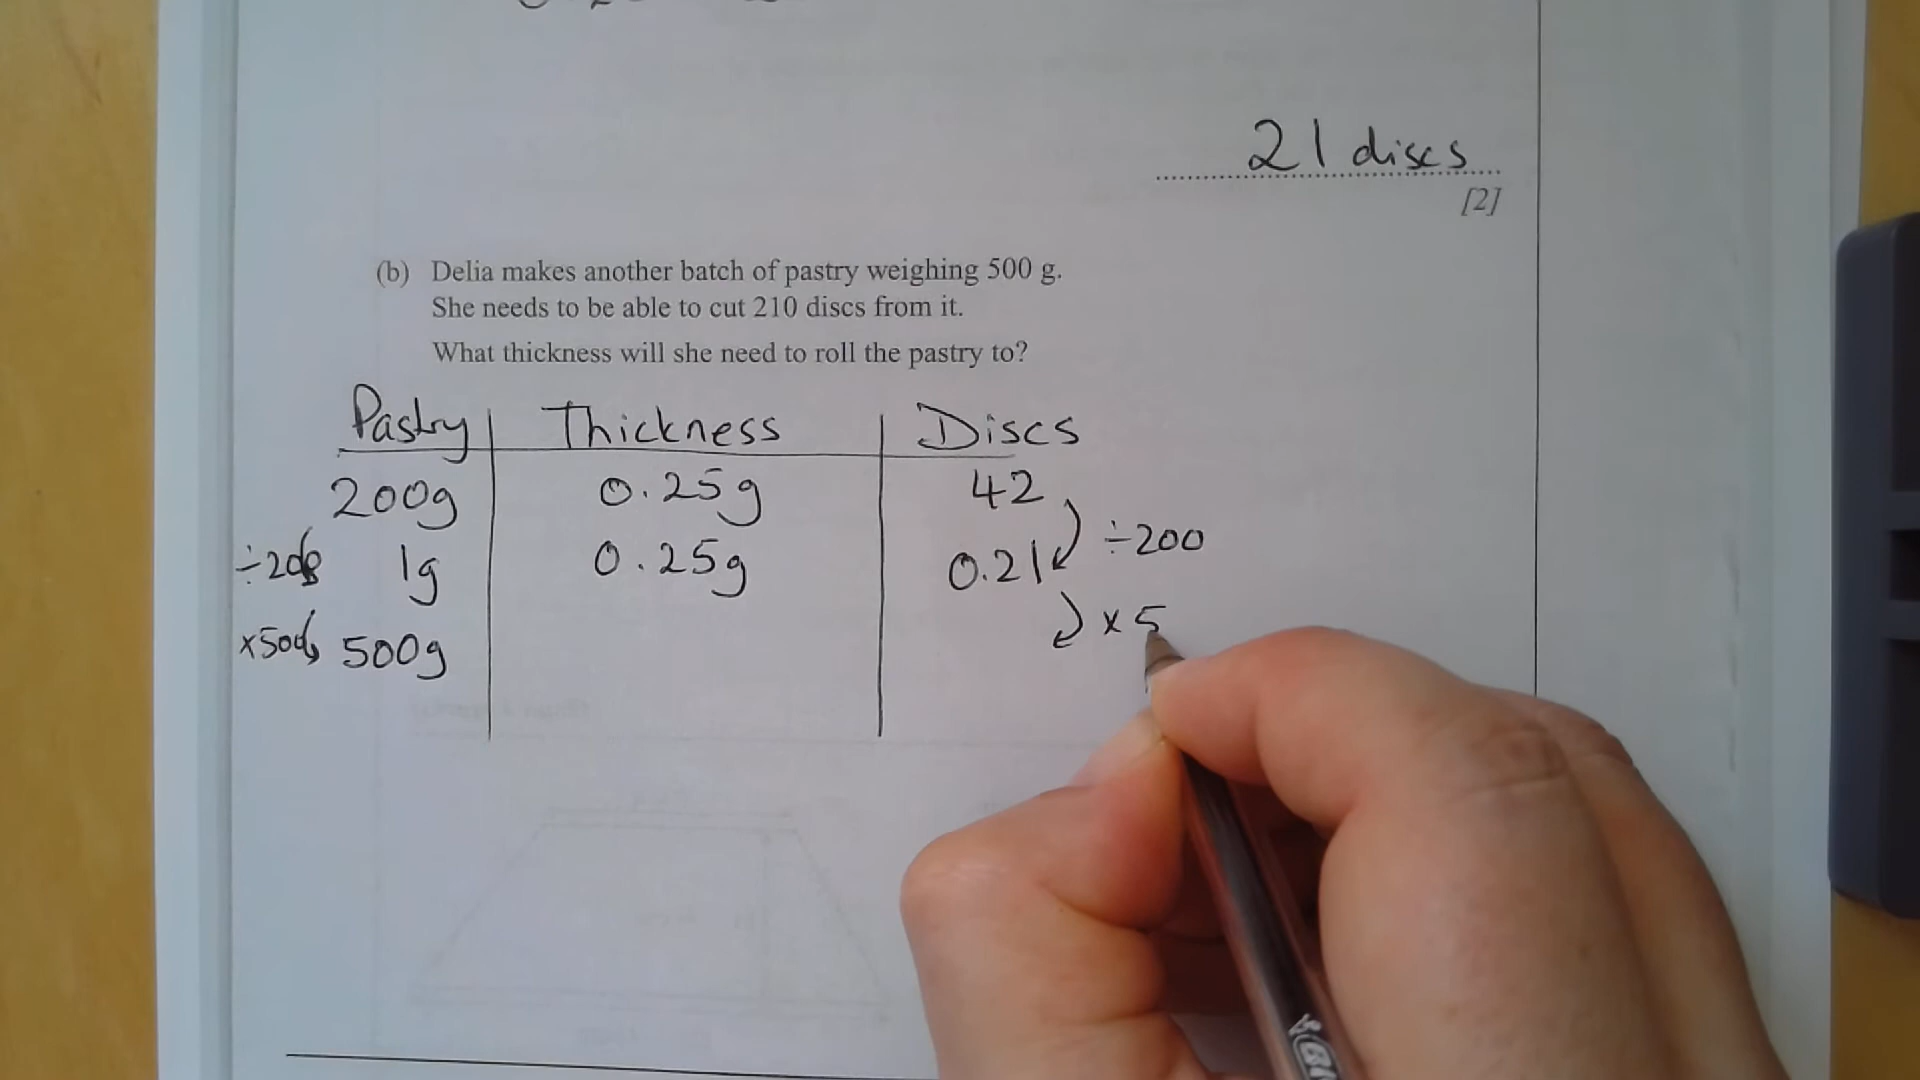 21 discs
[2]
(b) Delia makes another batch of pastry weighing 500 g.
She needs to be able to cut 210 discs from it.
What thickness will she need to roll the pastry to?
Pastry Thickness Discs
200g 0.25g 42
÷200 1g 0.25g 0.21 ÷200
×500 500g × 5